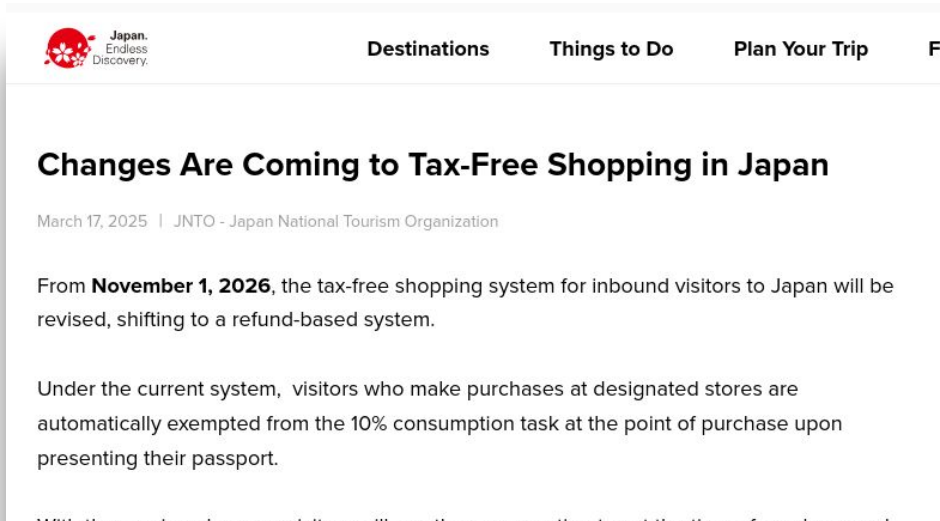 Japan.
Endless
Discovery.
Destinations
Things to Do
Plan Your Trip
F
Changes Are Coming to Tax-Free Shopping in Japan
March 17, 2025 | JNTO - Japan National Tourism Organization
From November 1, 2026, the tax-free shopping system for inbound visitors to Japan will be
revised, shifting to a refund-based system.
Under the current system,  visitors who make purchases at designated stores are
automatically exempted from the 10% consumption task at the point of purchase upon
presenting their passport.